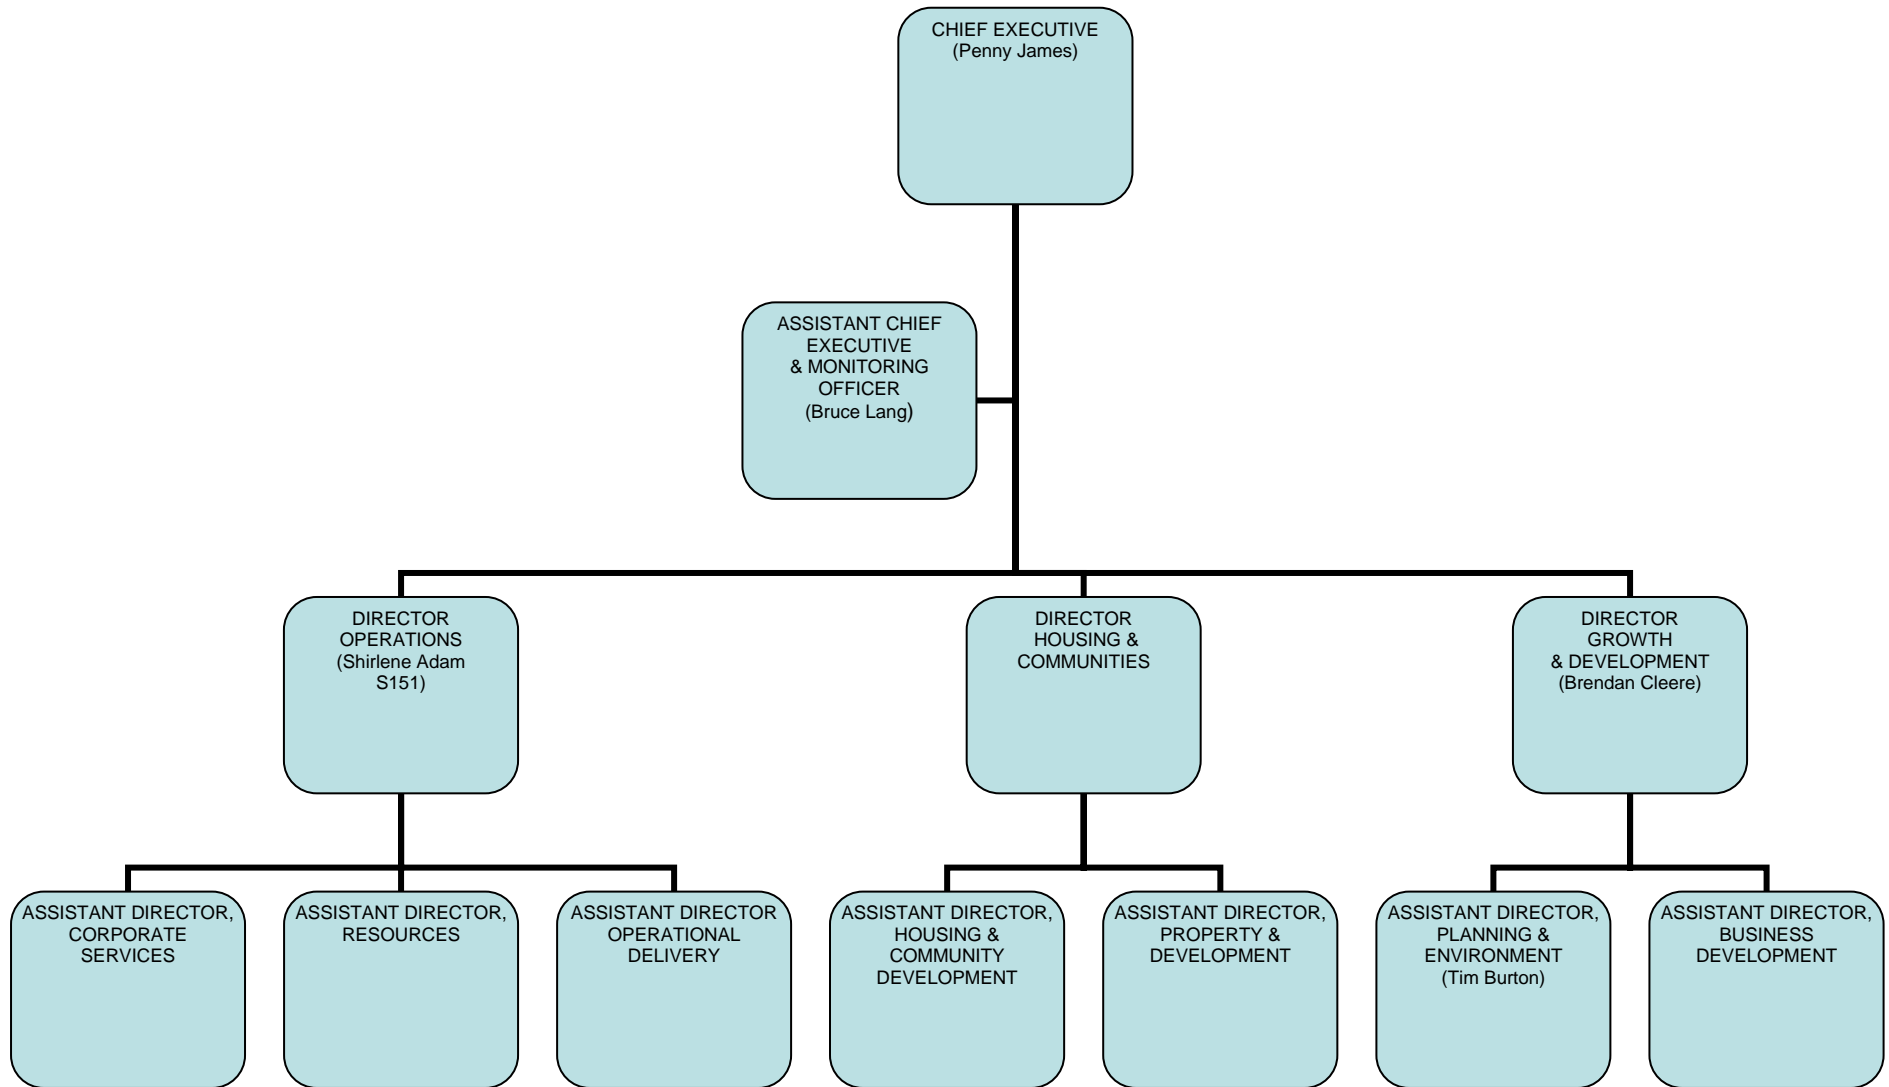 CHIEF EXECUTIVE
(Penny James)
ASSISTANT CHIEF
EXECUTIVE
& MONITORING
OFFICER
(Bruce Lang)
DIRECTOR
OPERATIONS
(Shirlene Adam
S151)
DIRECTOR
HOUSING &
COMMUNITIES
DIRECTOR
GROWTH
& DEVELOPMENT
(Brendan Cleere)
ASSISTANT DIRECTOR,
CORPORATE
SERVICES
ASSISTANT DIRECTOR,
RESOURCES
ASSISTANT DIRECTOR
OPERATIONAL
DELIVERY
ASSISTANT DIRECTOR,
HOUSING &
COMMUNITY
DEVELOPMENT
ASSISTANT DIRECTOR,
PROPERTY &
DEVELOPMENT
ASSISTANT DIRECTOR,
PLANNING &
ENVIRONMENT
(Tim Burton)
ASSISTANT DIRECTOR,
BUSINESS
DEVELOPMENT